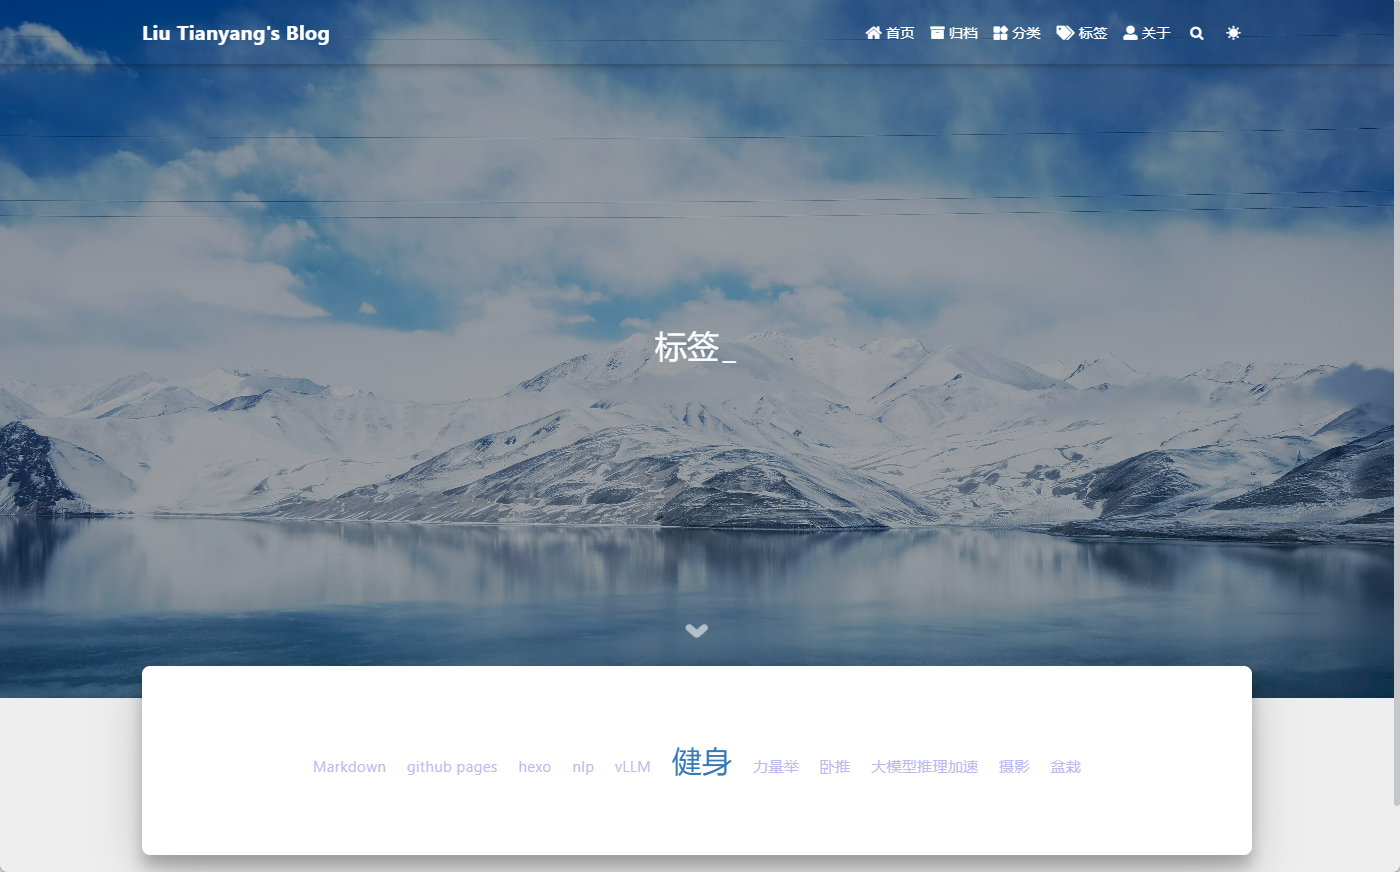 Liu Tianyang's Blog 首页 归档 分类 标签 关于
标签_
Markdown github pages hexo nlp vLLM 健身 力量举 卧推 大模型推理加速 摄影 盆栽